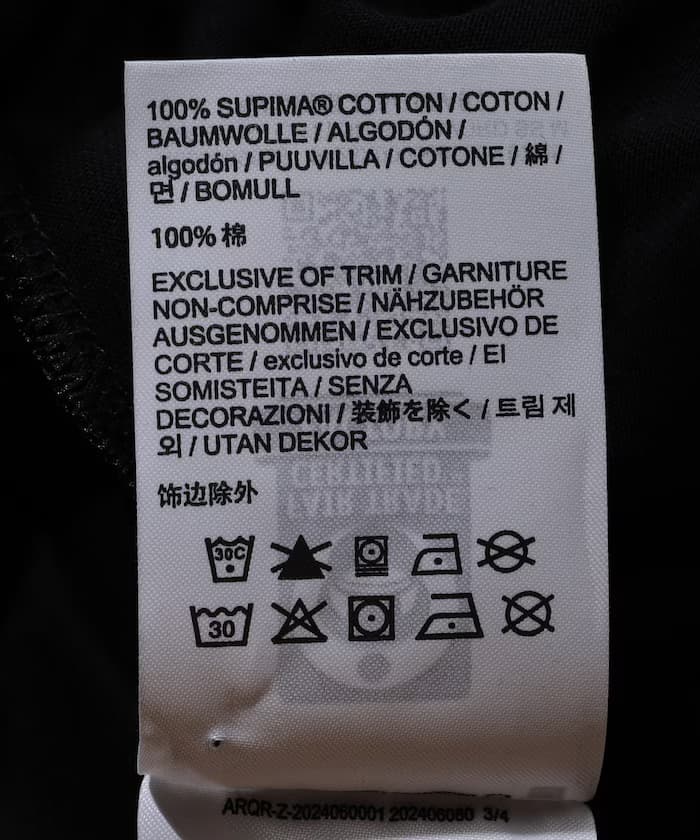 100% SUPIMA® COTTON / COTON /
BAUMWOLLE / ALGODÓN /
algodón / PUUVILLA / COTONE / 綿 /
면 / BOMULL
100% 棉
EXCLUSIVE OF TRIM / GARNITURE
NON-COMPRISE / NÄHZUBEHÖR
AUSGENOMMEN / EXCLUSIVO DE
CORTE / exclusivo de corte / EI
SOMISTEITA / SENZA
DECORAZIONI / 装飾を除く / 트림 제
외 / UTAN DEKOR
饰边除外
30C
30
ARQR-Z-2024060001 202406080 3/4